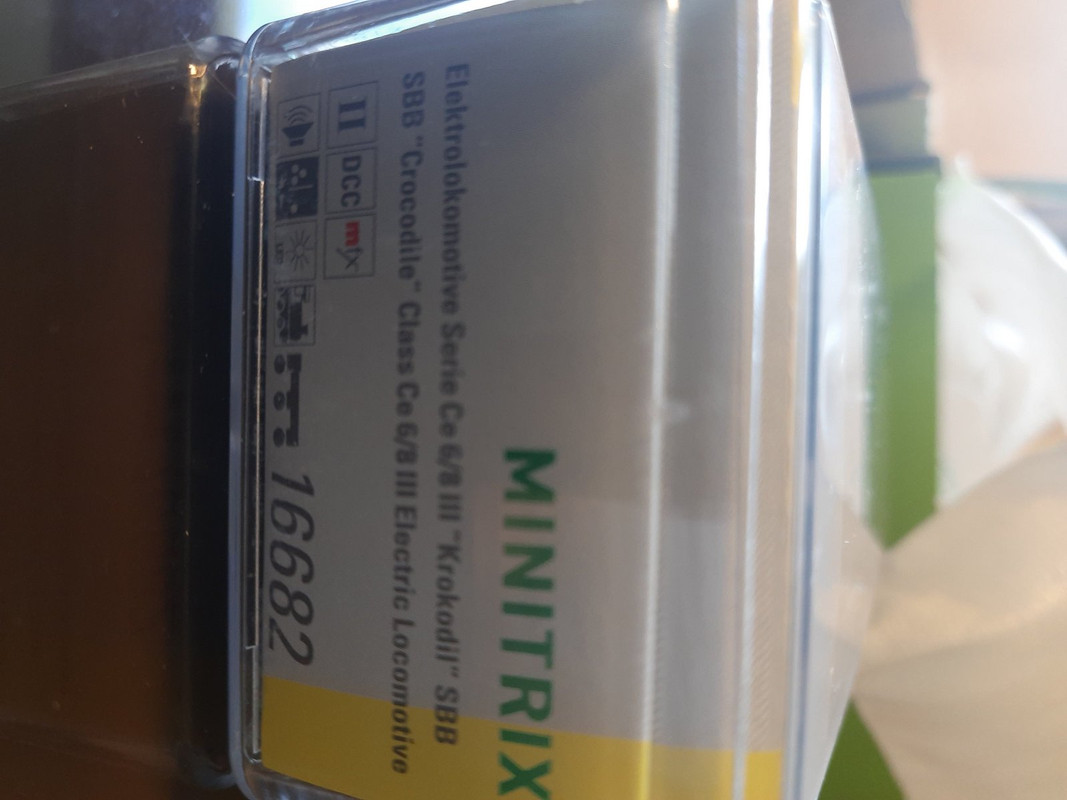 MINITRIX
Elektrolokomotive Serie Ce 6/8 III "Krokodil" SBB
SBB "Crocodile" Class Ce 6/8 III Electric Locomotive
II DCC mfx
16682